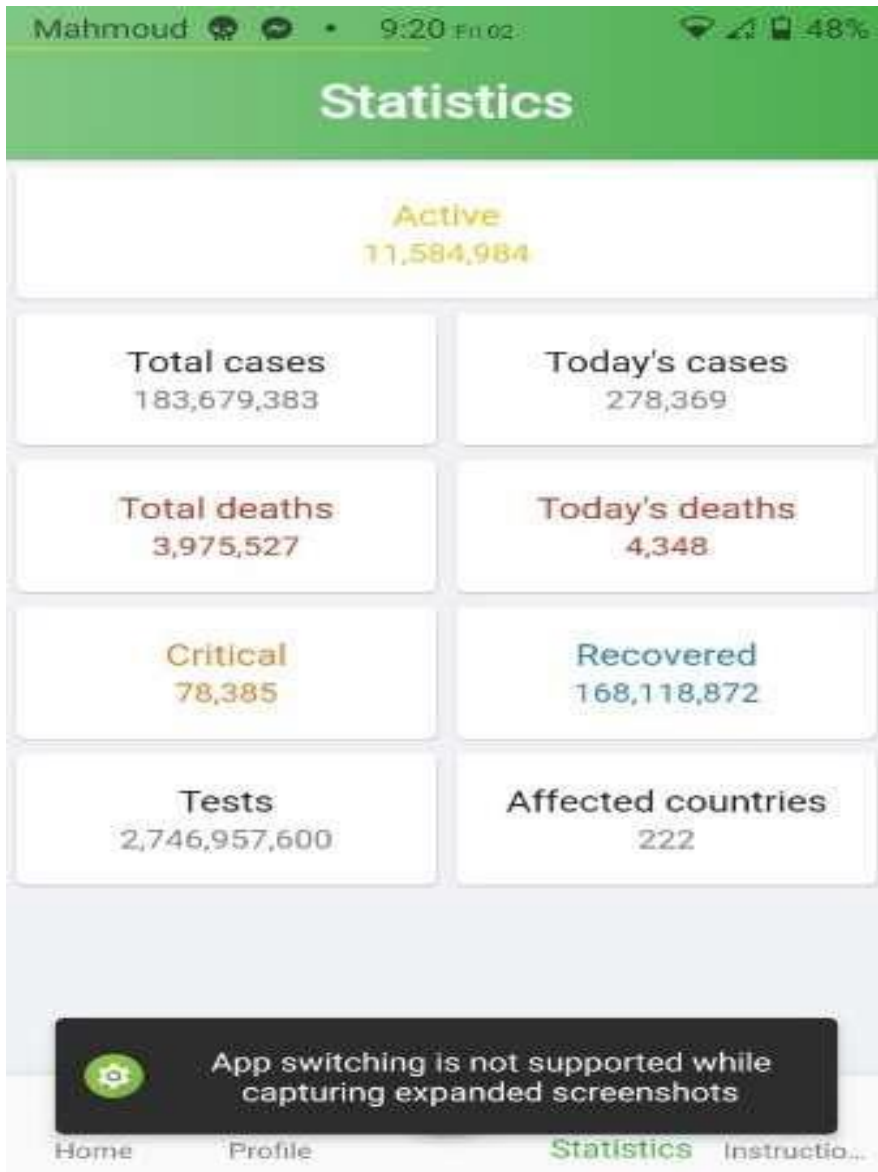 Mahmoud • 9:20 Fri 02 48%
Statistics
Active
11,584,984
Total cases
183,679,383
Today's cases
278,369
Total deaths
3,975,527
Today's deaths
4,348
Critical
78,385
Recovered
168,118,872
Tests
2,746,957,600
Affected countries
222
App switching is not supported while
capturing expanded screenshots
Home Profile Statistics Instructio...